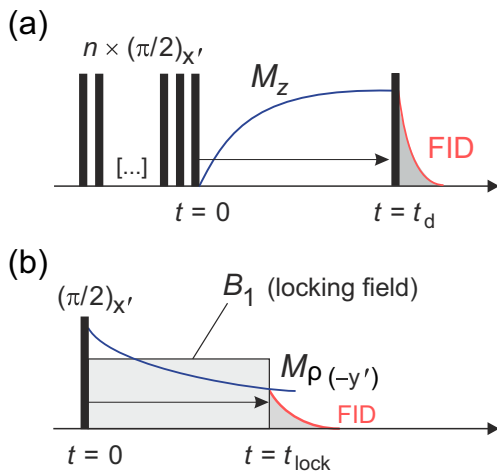 (a)
n × (π/2)x′
Mz
[...]
FID
t = 0
t = td
(b)
(π/2)x′
B1 (locking field)
Mρ (–y′)
FID
t = 0
t = tlock